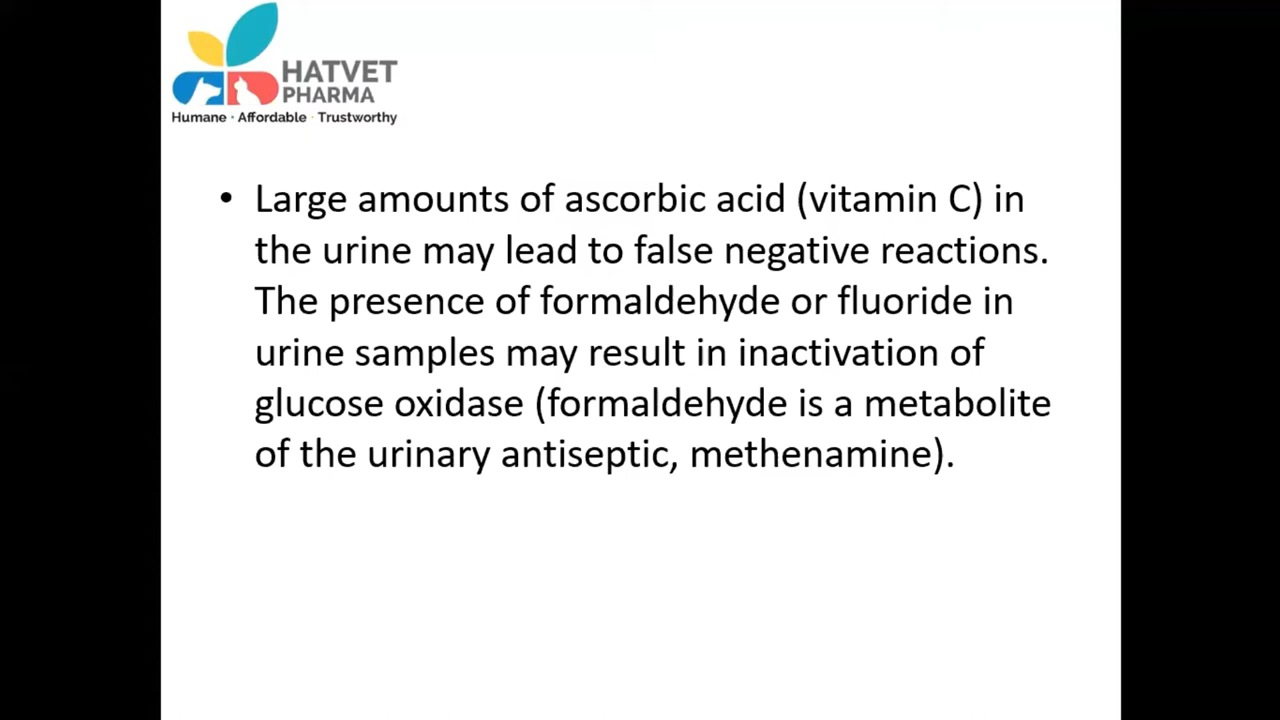 HATVET
PHARMA
Humane · Affordable · Trustworthy
• Large amounts of ascorbic acid (vitamin C) in
the urine may lead to false negative reactions.
The presence of formaldehyde or fluoride in
urine samples may result in inactivation of
glucose oxidase (formaldehyde is a metabolite
of the urinary antiseptic, methenamine).